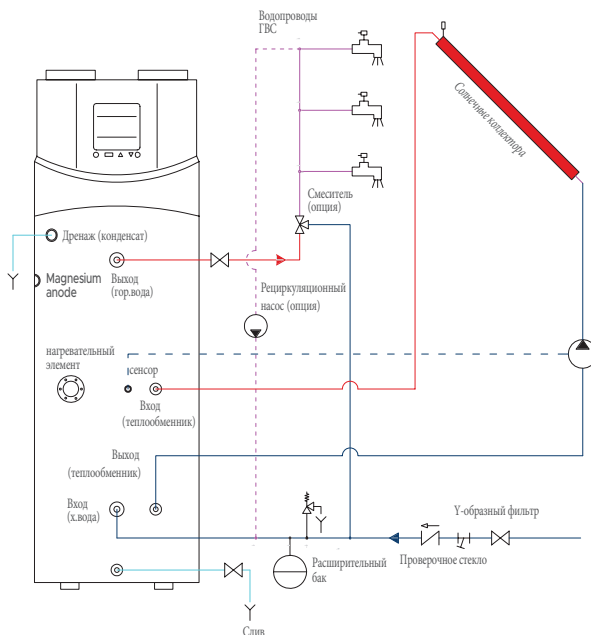 Водопроводы
ГВС
Солнечные коллектора
Смеситель
(опция)
Дренаж (конденсат)
Magnesium
anode
Выход
(гор.вода)
Рециркуляционный
насос (опция)
нагревательный
элемент
сенсор
Вход
(теплообменник)
Выход
(теплообменник)
Вход
(х.вода)
Y-образный фильтр
Проверочное стекло
Расширительный
бак
Слив